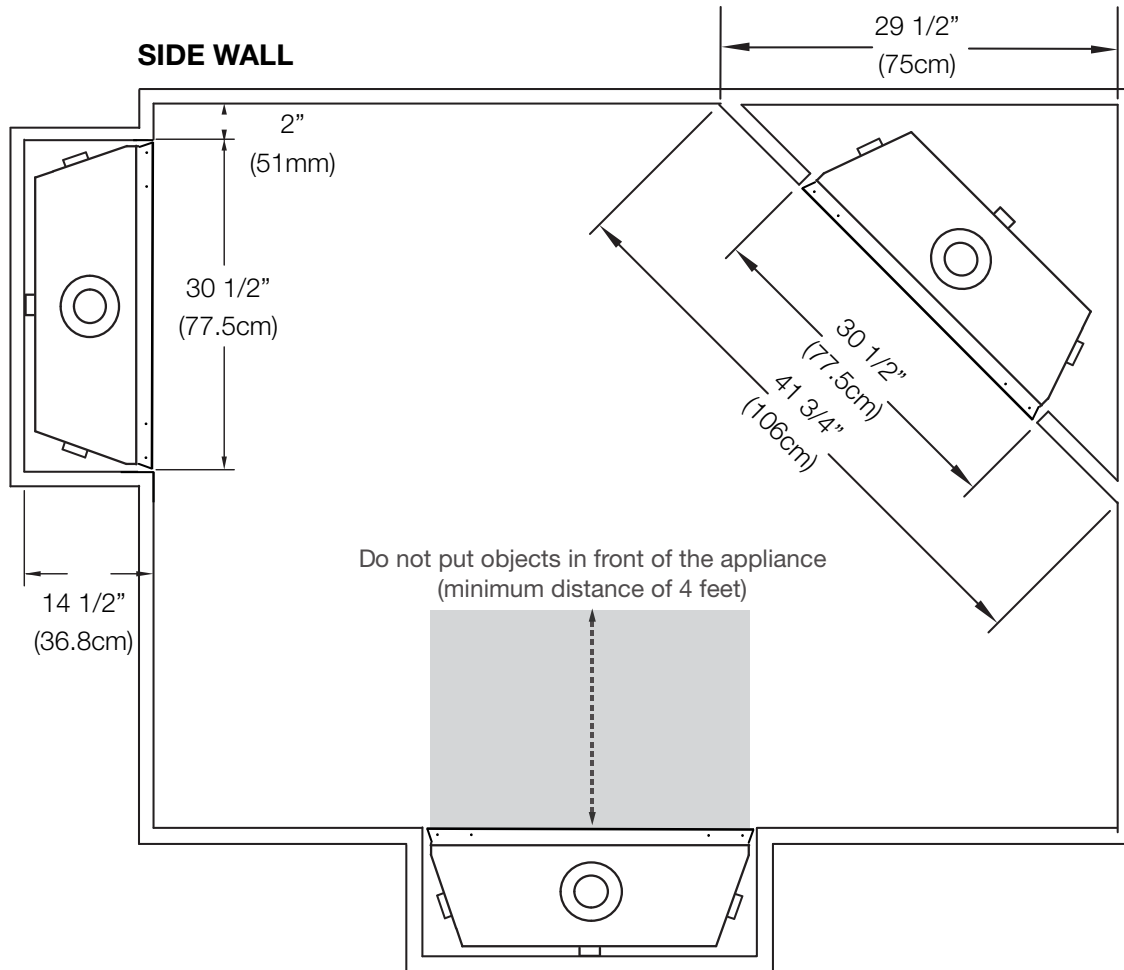 SIDE WALL
29 1/2”
(75cm)
2”
(51mm)
30 1/2”
(77.5cm)
30 1/2”
(77.5cm)
41 3/4”
(106cm)
Do not put objects in front of the appliance
(minimum distance of 4 feet)
14 1/2”
(36.8cm)